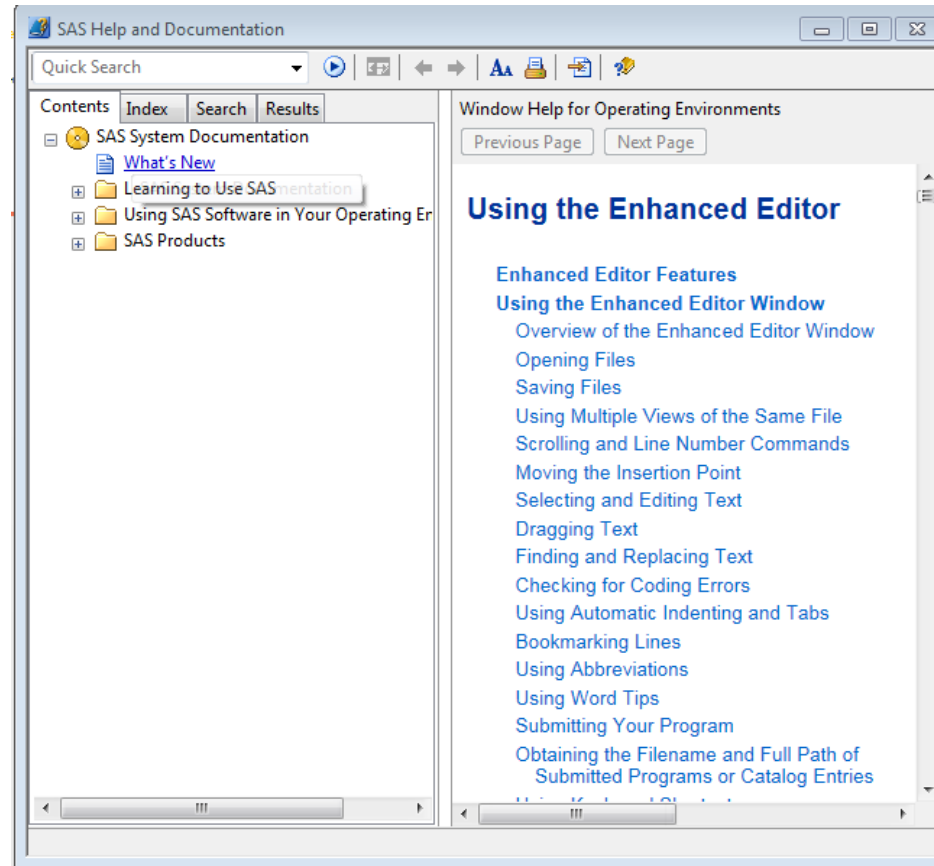 SAS Help and Documentation
Quick Search
Contents Index Search Results
SAS System Documentation
What's New
Learning to Use SAS
Using SAS Software in Your Operating Er
SAS Products
Window Help for Operating Environments
Previous Page Next Page
Using the Enhanced Editor
Enhanced Editor Features
Using the Enhanced Editor Window
Overview of the Enhanced Editor Window
Opening Files
Saving Files
Using Multiple Views of the Same File
Scrolling and Line Number Commands
Moving the Insertion Point
Selecting and Editing Text
Dragging Text
Finding and Replacing Text
Checking for Coding Errors
Using Automatic Indenting and Tabs
Bookmarking Lines
Using Abbreviations
Using Word Tips
Submitting Your Program
Obtaining the Filename and Full Path of
Submitted Programs or Catalog Entries